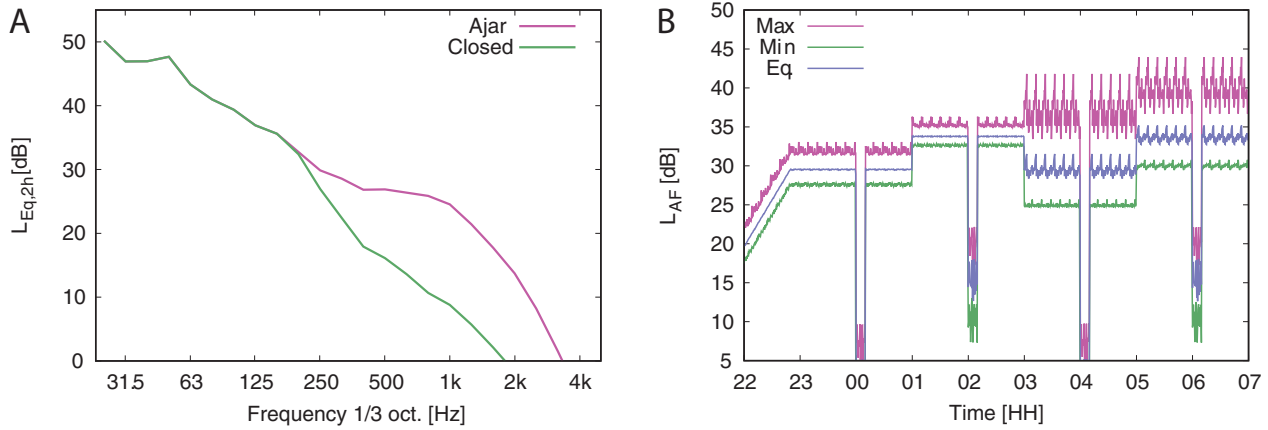 A
Ajar
Closed
50
40
30
20
10
0
L_Eq,2h[dB]
31.5 63 125 250 500 1k 2k 4k
Frequency 1/3 oct. [Hz]
B
Max
Min
Eq
50
45
40
35
30
25
20
15
10
5
L_AF [dB]
22 23 00 01 02 03 04 05 06 07
Time [HH]